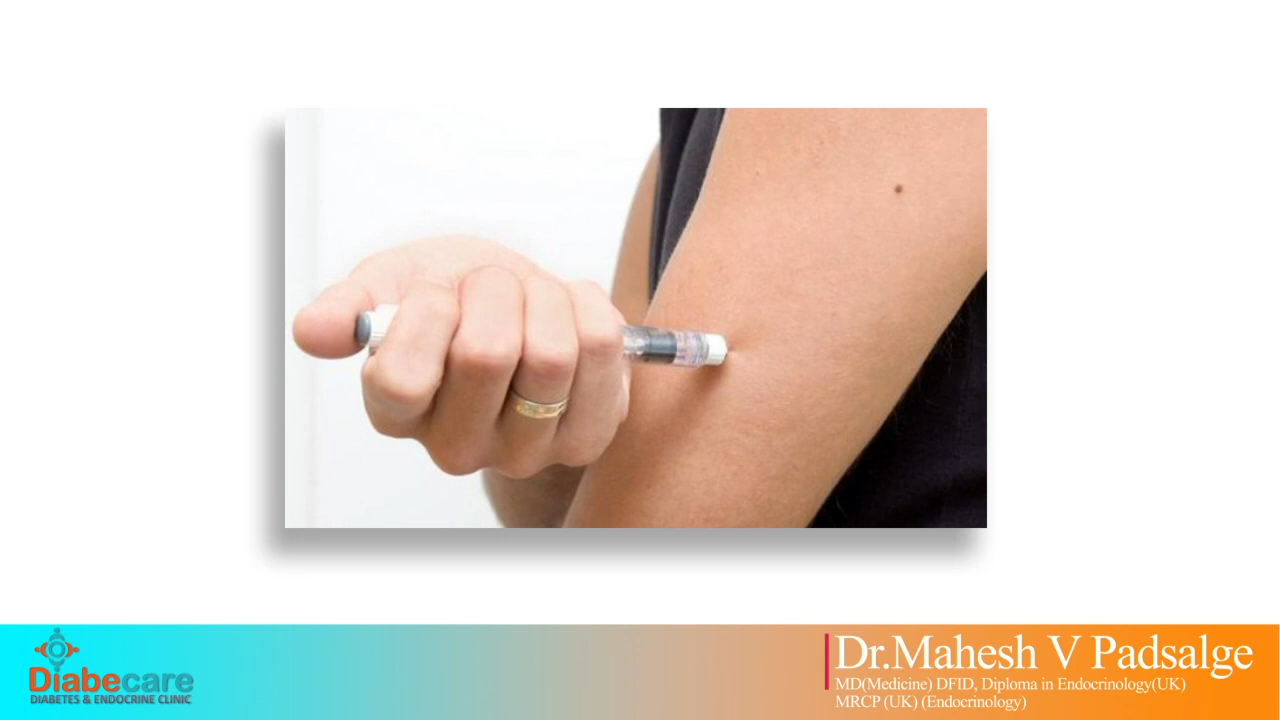 Diabecare
DIABETES & ENDOCRINE CLINIC
Dr.Mahesh V Padsalge
MD(Medicine) DFID, Diploma in Endocrinology(UK)
MRCP (UK) (Endocrinology)